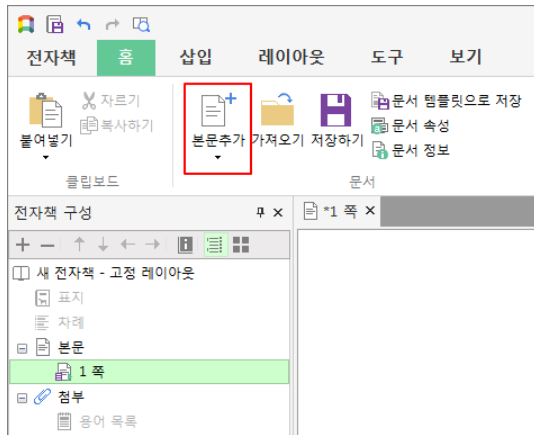 전자책 홈 삽입 레이아웃 도구 보기
붙여넣기
자르기
복사하기
클립보드
본문추가
가져오기
저장하기
문서 템플릿으로 저장
문서 속성
문서 정보
문서
전자책 구성
*1 쪽
새 전자책 - 고정 레이아웃
표지
차례
본문
1 쪽
첨부
용어 목록